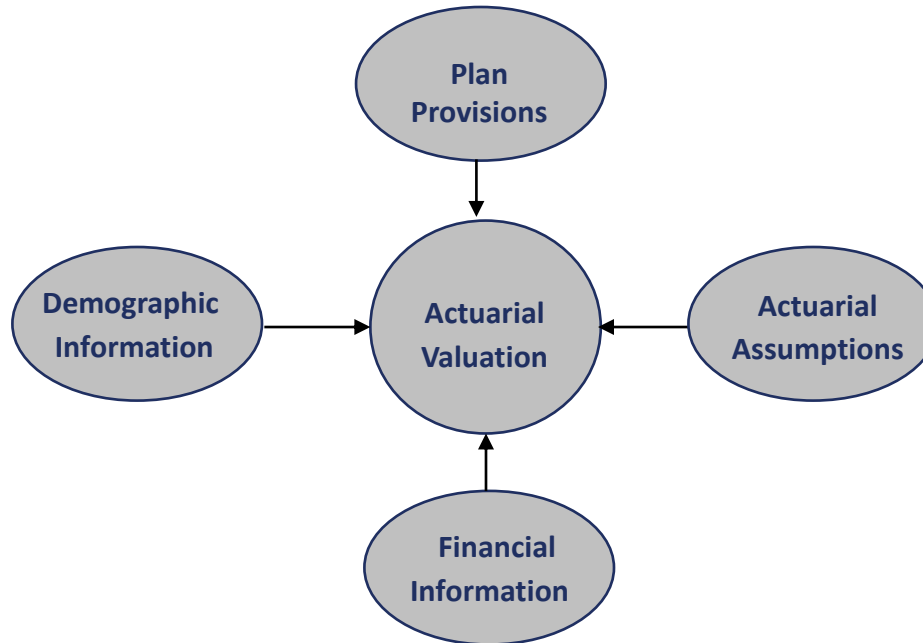 Plan
Provisions
Demographic
Information
Actuarial
Valuation
Actuarial
Assumptions
Financial
Information